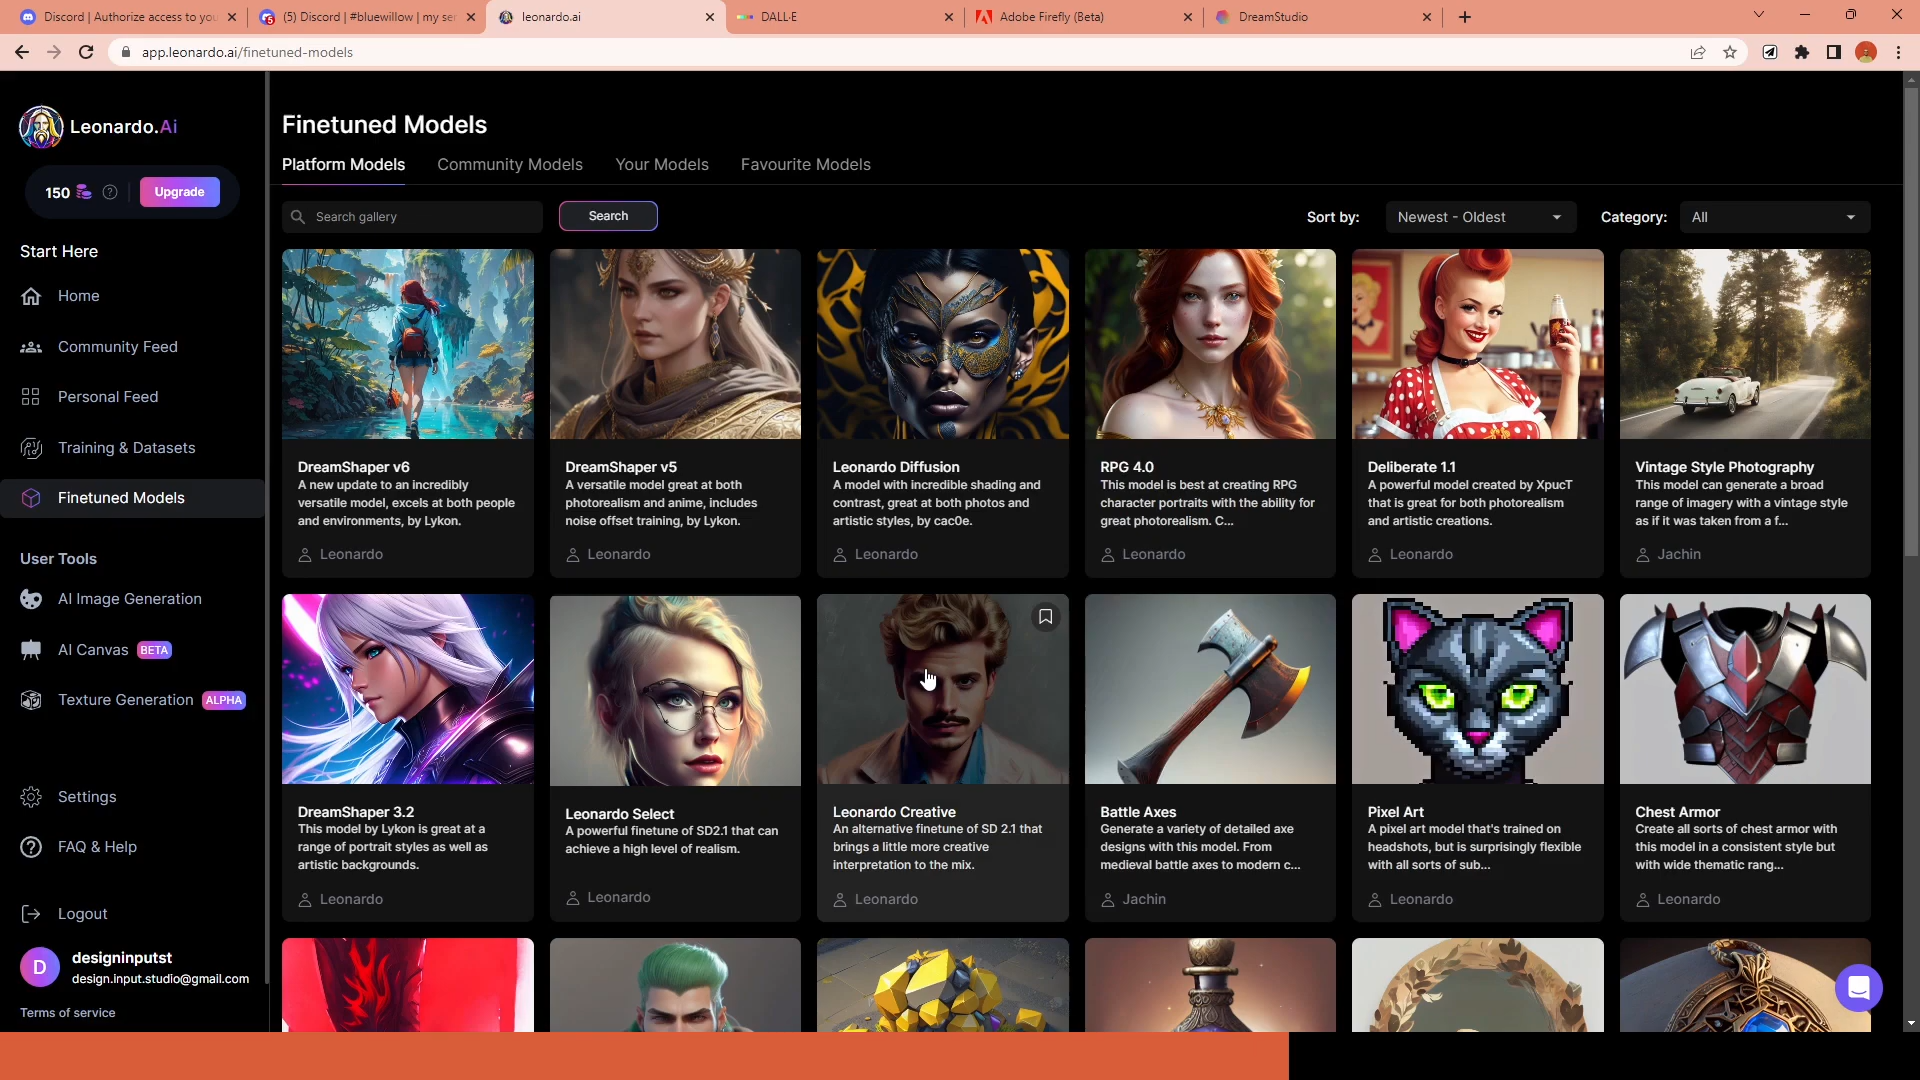 Discord | Authorize access to you
(5) Discord | #bluewillow | my ser
leonardo.ai
DALL·E
Adobe Firefly (Beta)
DreamStudio
app.leonardo.ai/finetuned-models
Leonardo.Ai
150
Upgrade
Start Here
Home
Community Feed
Personal Feed
Training & Datasets
Finetuned Models
User Tools
AI Image Generation
AI Canvas BETA
Texture Generation ALPHA
Settings
FAQ & Help
Logout
D
designinputst
design.input.studio@gmail.com
Terms of service
Finetuned Models
Platform Models
Community Models
Your Models
Favourite Models
Search gallery
Search
Sort by:
Newest - Oldest
Category:
All
DreamShaper v6
A new update to an incredibly
versatile model, excels at both people
and environments, by Lykon.
Leonardo
DreamShaper v5
A versatile model great at both
photorealism and anime, includes
noise offset training, by Lykon.
Leonardo
Leonardo Diffusion
A model with incredible shading and
contrast, great at both photos and
artistic styles, by cac0e.
Leonardo
RPG 4.0
This model is best at creating RPG
character portraits with the ability for
great photorealism. C...
Leonardo
Deliberate 1.1
A powerful model created by XpucT
that is great for both photorealism
and artistic creations.
Leonardo
Vintage Style Photography
This model can generate a broad
range of imagery with a vintage style
as if it was taken from a f...
Jachin
DreamShaper 3.2
This model by Lykon is great at a
range of portrait styles as well as
artistic backgrounds.
Leonardo
Leonardo Select
A powerful finetune of SD2.1 that can
achieve a high level of realism.
Leonardo
Leonardo Creative
An alternative finetune of SD 2.1 that
brings a little more creative
interpretation to the mix.
Leonardo
Battle Axes
Generate a variety of detailed axe
designs with this model. From
medieval battle axes to modern c...
Jachin
Pixel Art
A pixel art model that's trained on
headshots, but is surprisingly flexible
with all sorts of sub...
Leonardo
Chest Armor
Create all sorts of chest armor with
this model in a consistent style but
with wide thematic rang...
Leonardo